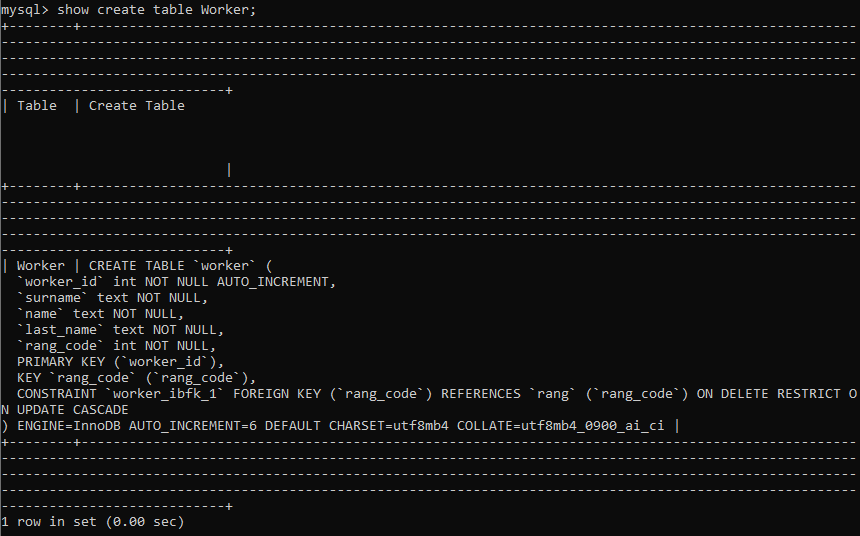 mysql> show create table Worker;
+--------+-------------------------------------------------------------------------------------------------
-----------------------------------------------------------------------------------------------------------
-----------------------------------------------------------------------------------------------------------
-----------------------------------------------------------------------------------------------------------
----------------------------+
| Table  | Create Table
                            |
+--------+-------------------------------------------------------------------------------------------------
-----------------------------------------------------------------------------------------------------------
-----------------------------------------------------------------------------------------------------------
-----------------------------------------------------------------------------------------------------------
----------------------------+
| Worker | CREATE TABLE `worker` (
  `worker_id` int NOT NULL AUTO_INCREMENT,
  `surname` text NOT NULL,
  `name` text NOT NULL,
  `last_name` text NOT NULL,
  `rang_code` int NOT NULL,
  PRIMARY KEY (`worker_id`),
  KEY `rang_code` (`rang_code`),
  CONSTRAINT `worker_ibfk_1` FOREIGN KEY (`rang_code`) REFERENCES `rang` (`rang_code`) ON DELETE RESTRICT O
N UPDATE CASCADE
) ENGINE=InnoDB AUTO_INCREMENT=6 DEFAULT CHARSET=utf8mb4 COLLATE=utf8mb4_0900_ai_ci |
+--------+-------------------------------------------------------------------------------------------------
-----------------------------------------------------------------------------------------------------------
-----------------------------------------------------------------------------------------------------------
-----------------------------------------------------------------------------------------------------------
----------------------------+
1 row in set (0.00 sec)